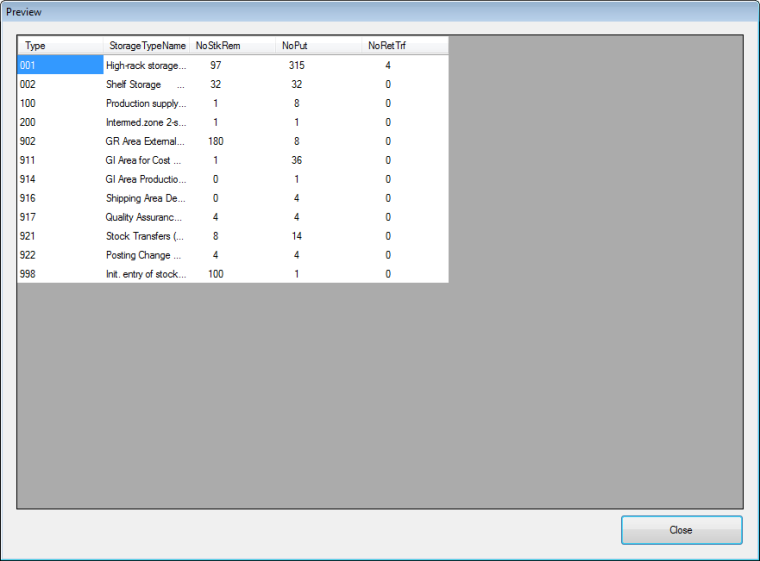 Preview
Type StorageTypeName NoStkRem NoPut NoRetTrf
001 High-rack storage... 97 315 4
002 Shelf Storage ... 32 32 0
100 Production supply... 1 8 0
200 Intermed.zone 2-s... 1 1 0
902 GR Area External... 180 8 0
911 GI Area for Cost ... 1 36 0
914 GI Area Productio... 0 1 0
916 Shipping Area De... 0 4 0
917 Quality Assuranc... 4 4 0
921 Stock Transfers (... 8 14 0
922 Posting Change ... 4 4 0
998 Init. entry of stock... 100 1 0
Close